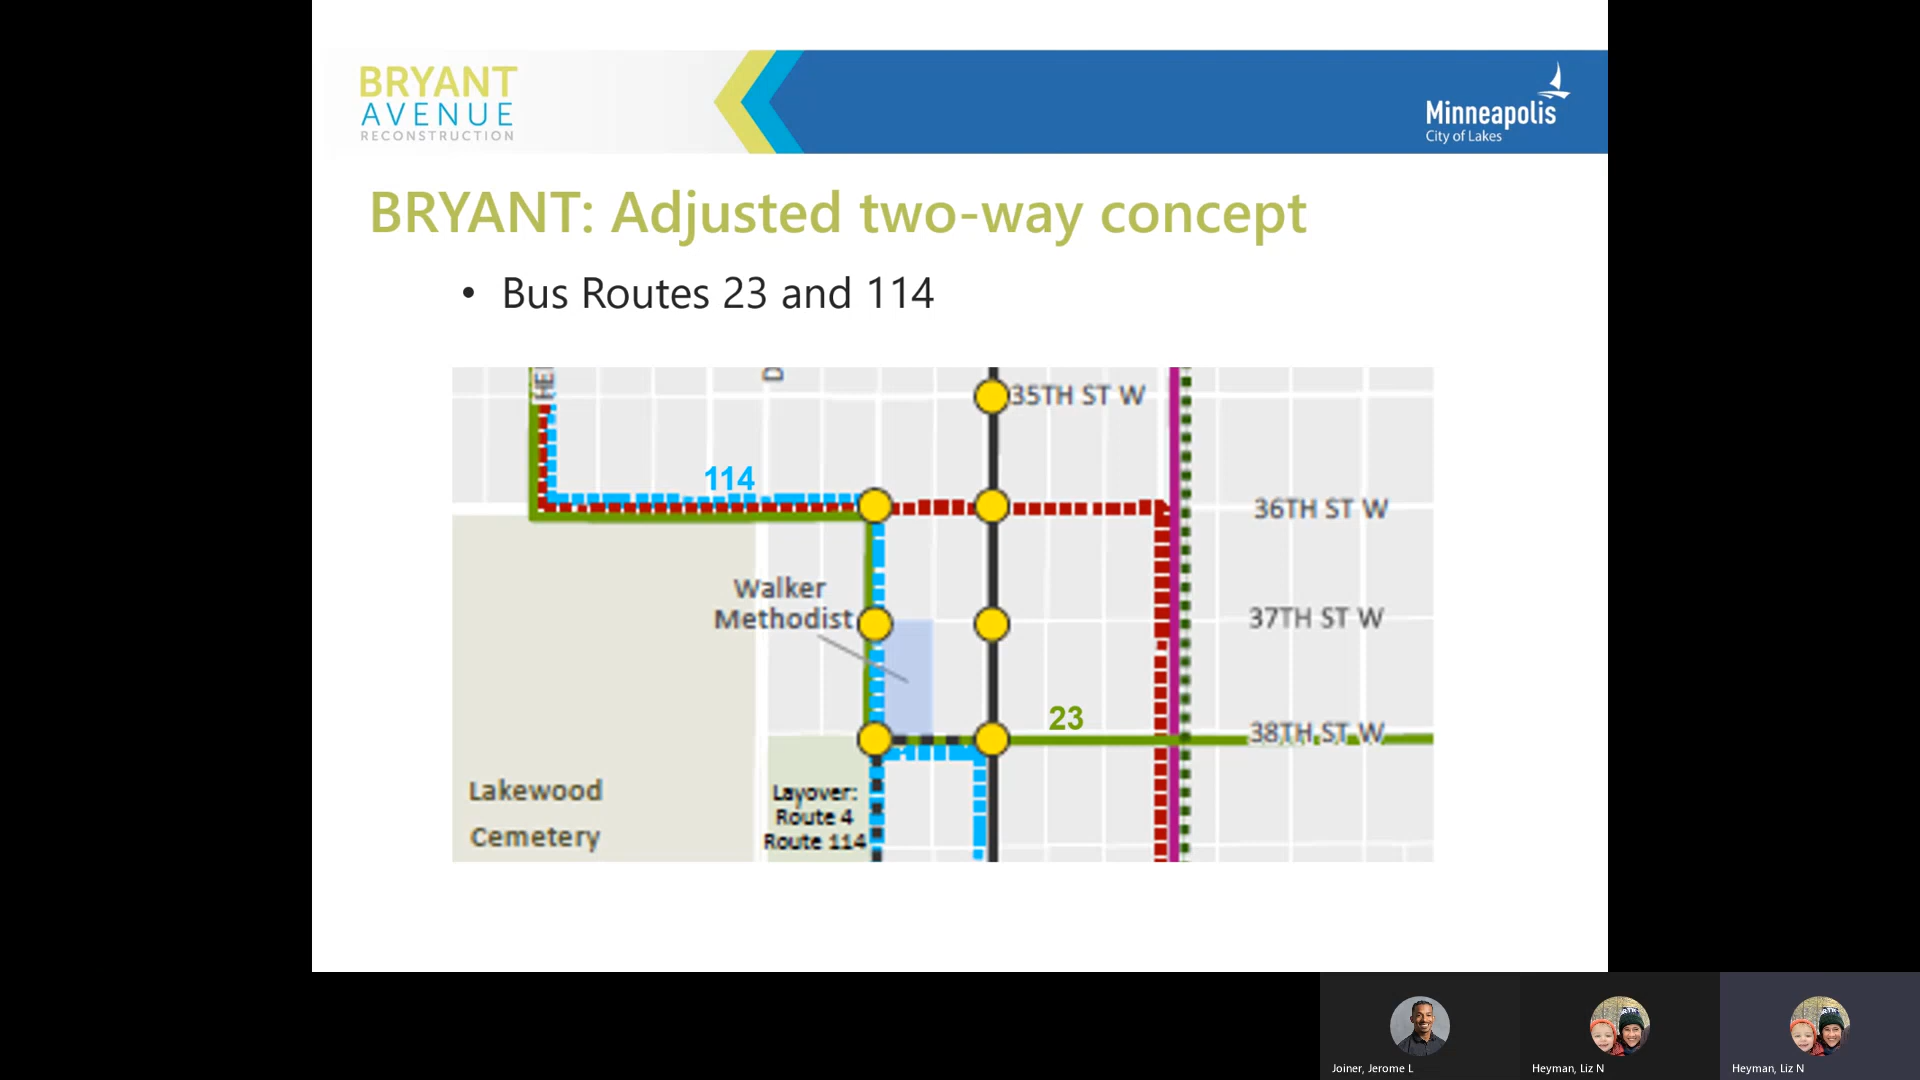 BRYANT
AVENUE
RECONSTRUCTION
Minneapolis
City of Lakes
BRYANT: Adjusted two-way concept
• Bus Routes 23 and 114
HE
D
35TH ST W
114
36TH ST W
Walker
Methodist
37TH ST W
23
38TH ST W
Lakewood
Cemetery
Layover:
Route 4
Route 114
Joiner, Jerome L
Heyman, Liz N
Heyman, Liz N